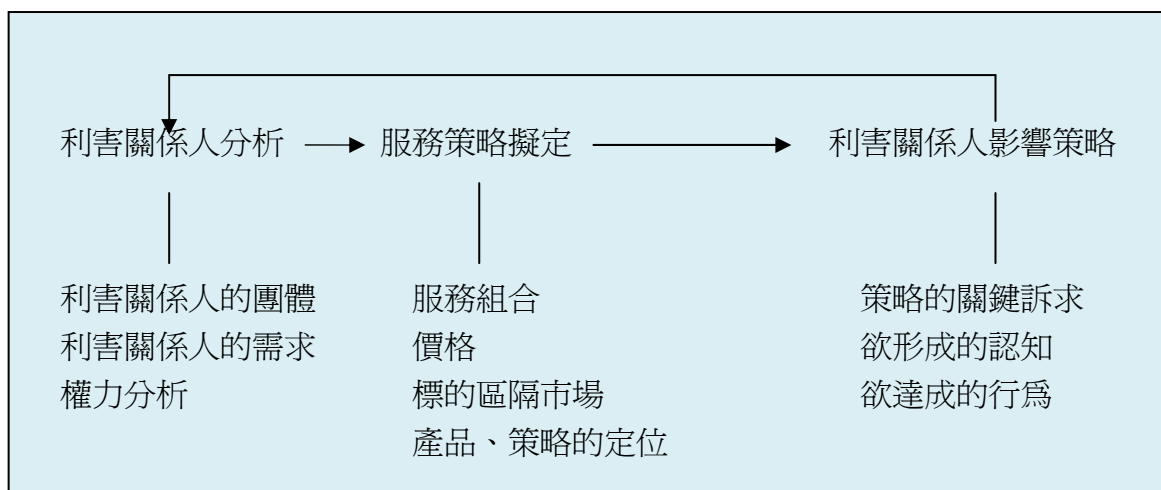 利害關係人分析
服務策略擬定
利害關係人影響策略
利害關係人的團體
利害關係人的需求
權力分析
服務組合
價格
標的區隔市場
產品、策略的定位
策略的關鍵訴求
欲形成的認知
欲達成的行為